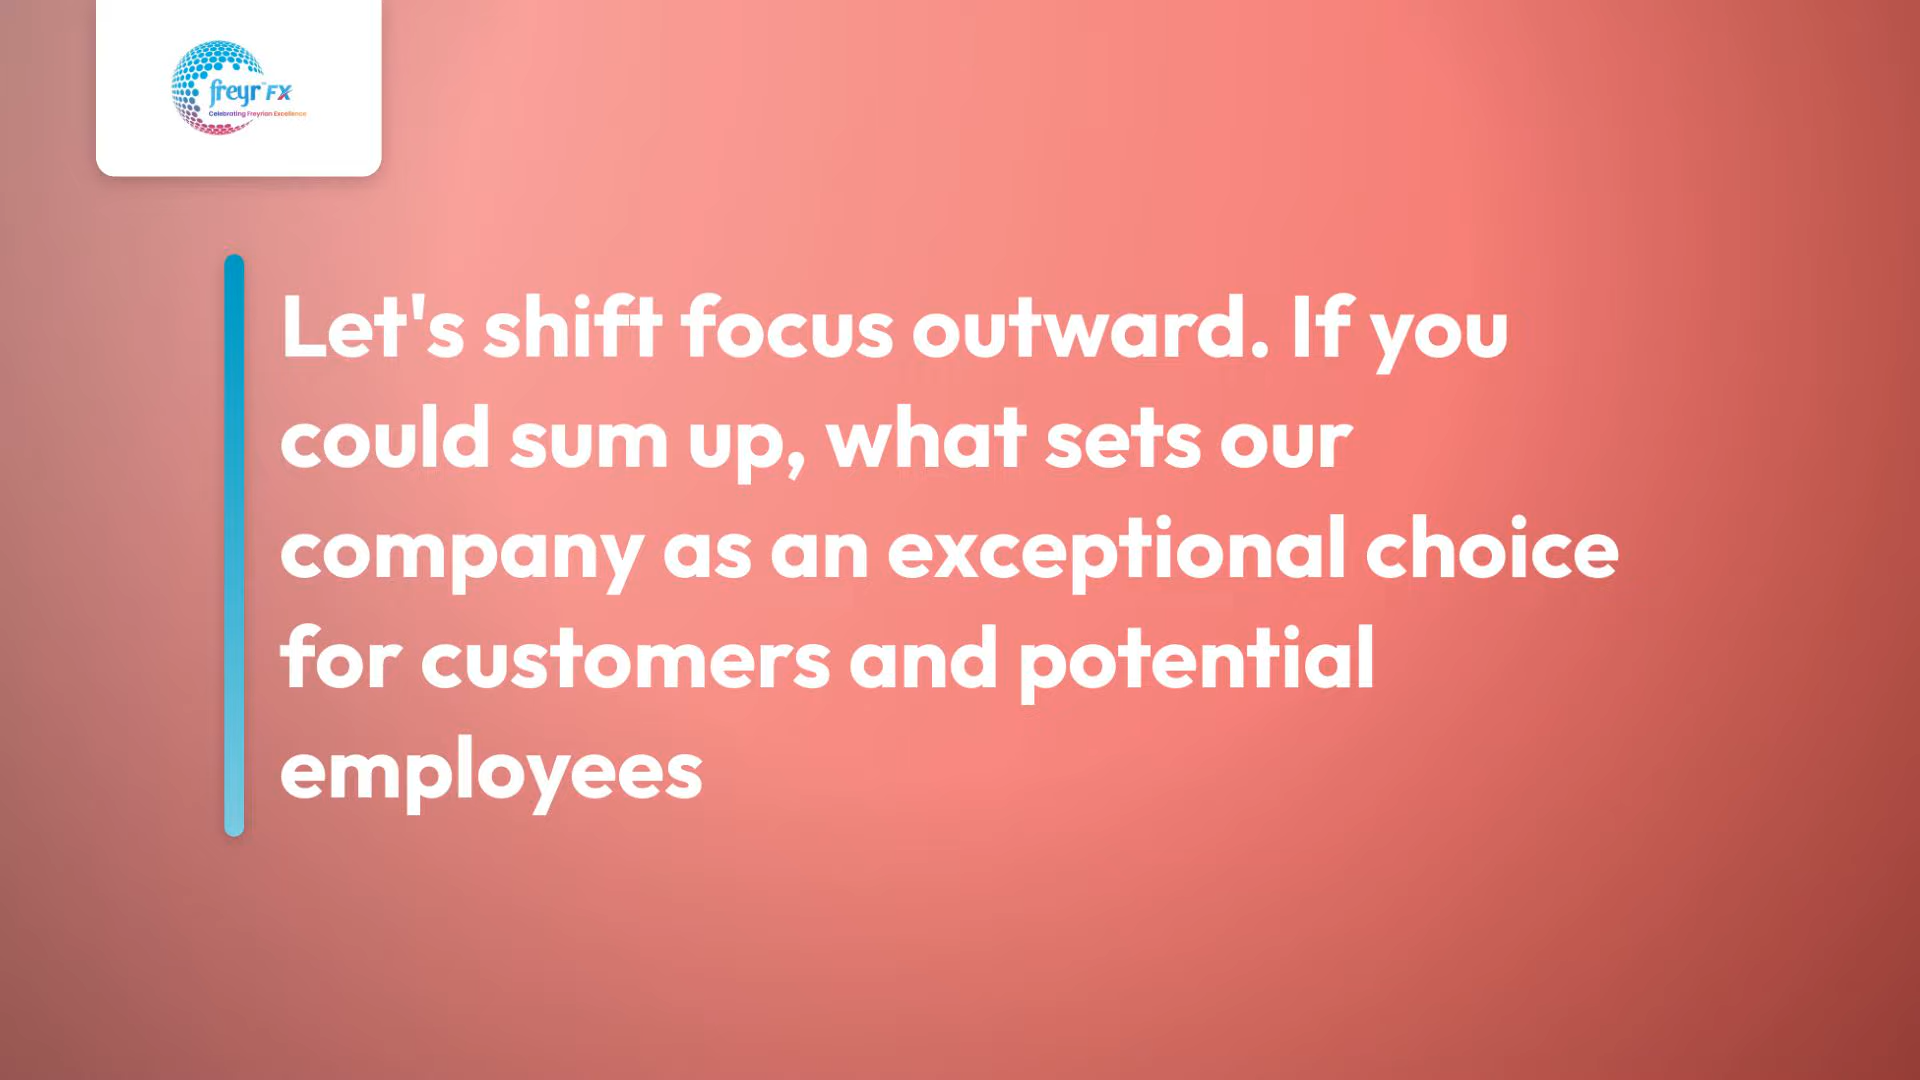 freyr FX
Celebrating Freyrian Excellence
Let's shift focus outward. If you
could sum up, what sets our
company as an exceptional choice
for customers and potential
employees